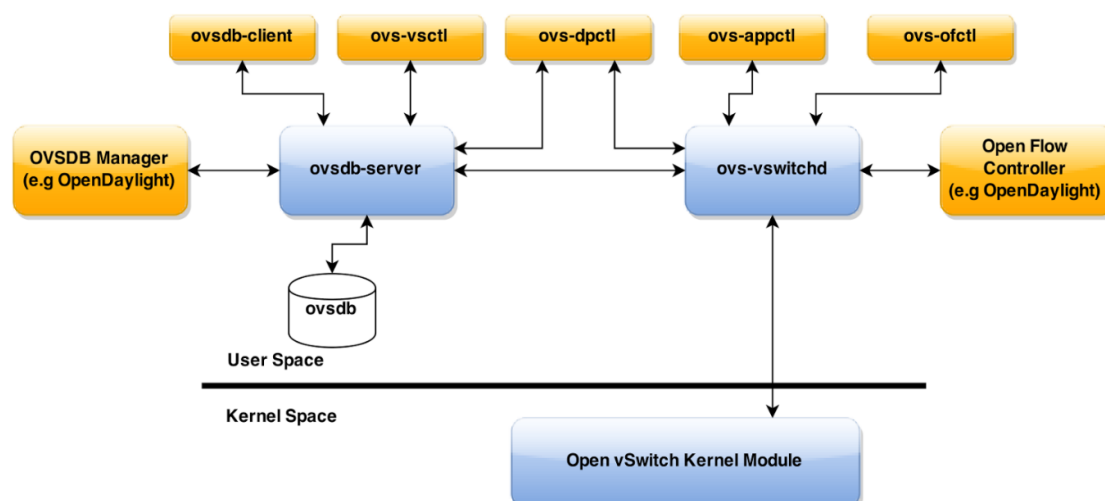 ovsdb-client
ovs-vsctl
ovs-dpctl
ovs-appctl
ovs-ofctl
OVSDB Manager
(e.g OpenDaylight)
ovsdb-server
ovs-vswitchd
Open Flow
Controller
(e.g OpenDaylight)
ovsdb
User Space
Kernel Space
Open vSwitch Kernel Module